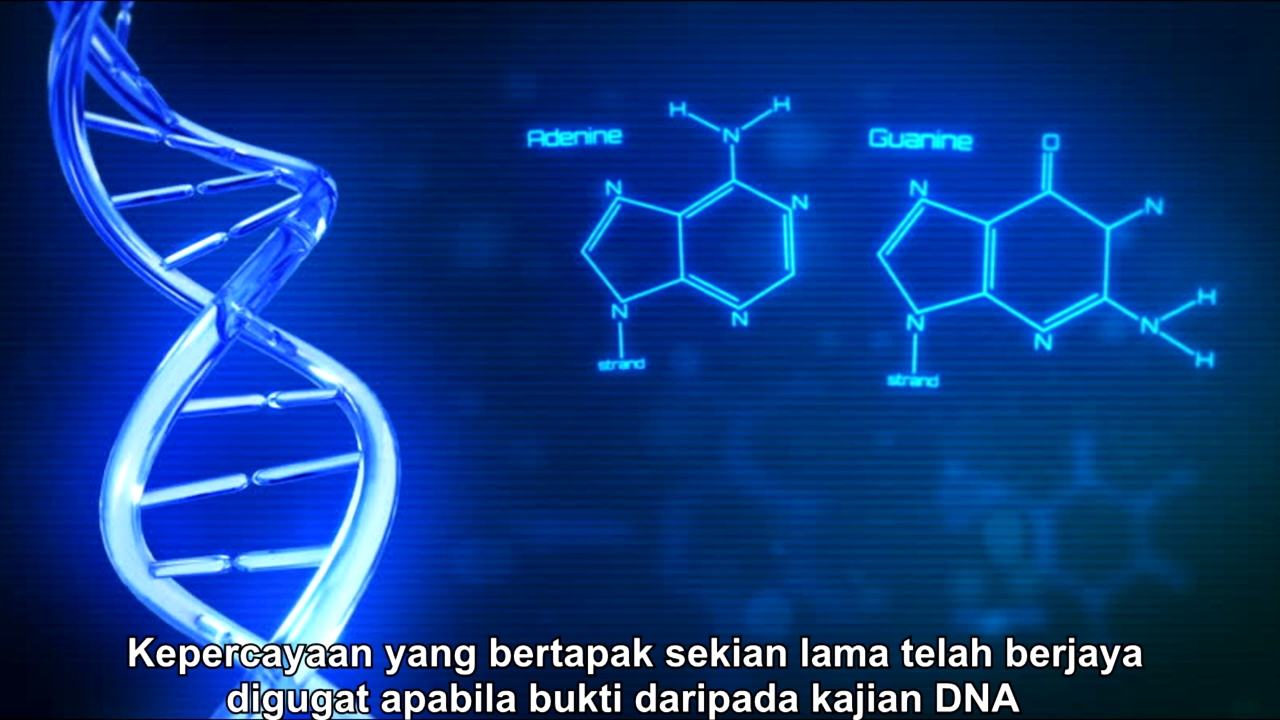 Adenine
Guanine
H
H
N
N
N
N
N
strand
O
N
N
N
N
N
H
H
strand
Kepercayaan yang bertapak sekian lama telah berjaya
digugat apabila bukti daripada kajian DNA